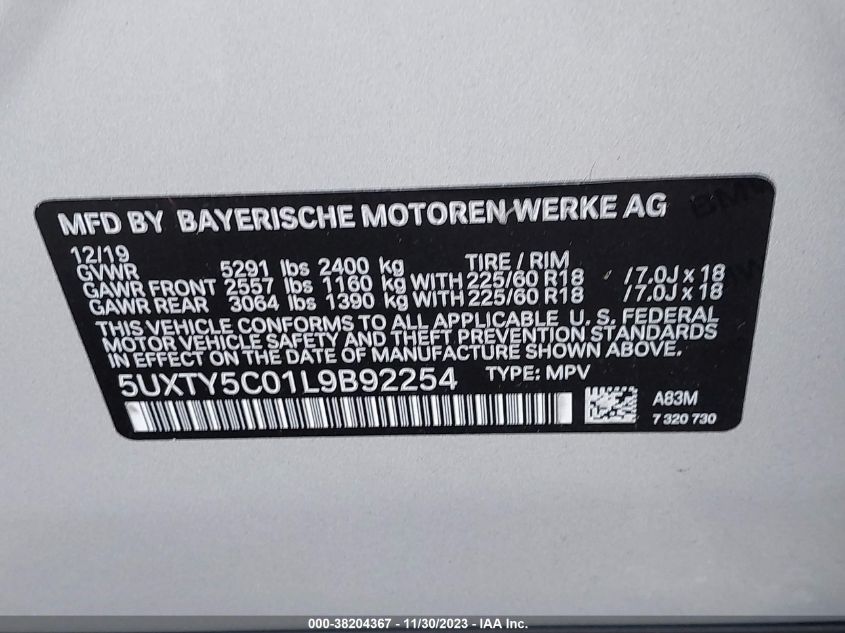 MFD BY BAYERISCHE MOTOREN WERKE AG
12/19
GVWR 5291 lbs 2400 kg TIRE / RIM
GAWR FRONT 2557 lbs 1160 kg WITH 225/60 R18 /7.0J x 18
GAWR REAR 3064 lbs 1390 kg WITH 225/60 R18 /7.0J x 18
THIS VEHICLE CONFORMS TO ALL APPLICABLE U. S. FEDERAL
MOTOR VEHICLE SAFETY AND THEFT PREVENTION STANDARDS
IN EFFECT ON THE DATE OF MANUFACTURE SHOWN ABOVE.
5UXTY5C01L9B92254 TYPE: MPV
A83M
7 320 730
000-38204367 - 11/30/2023 - IAA Inc.